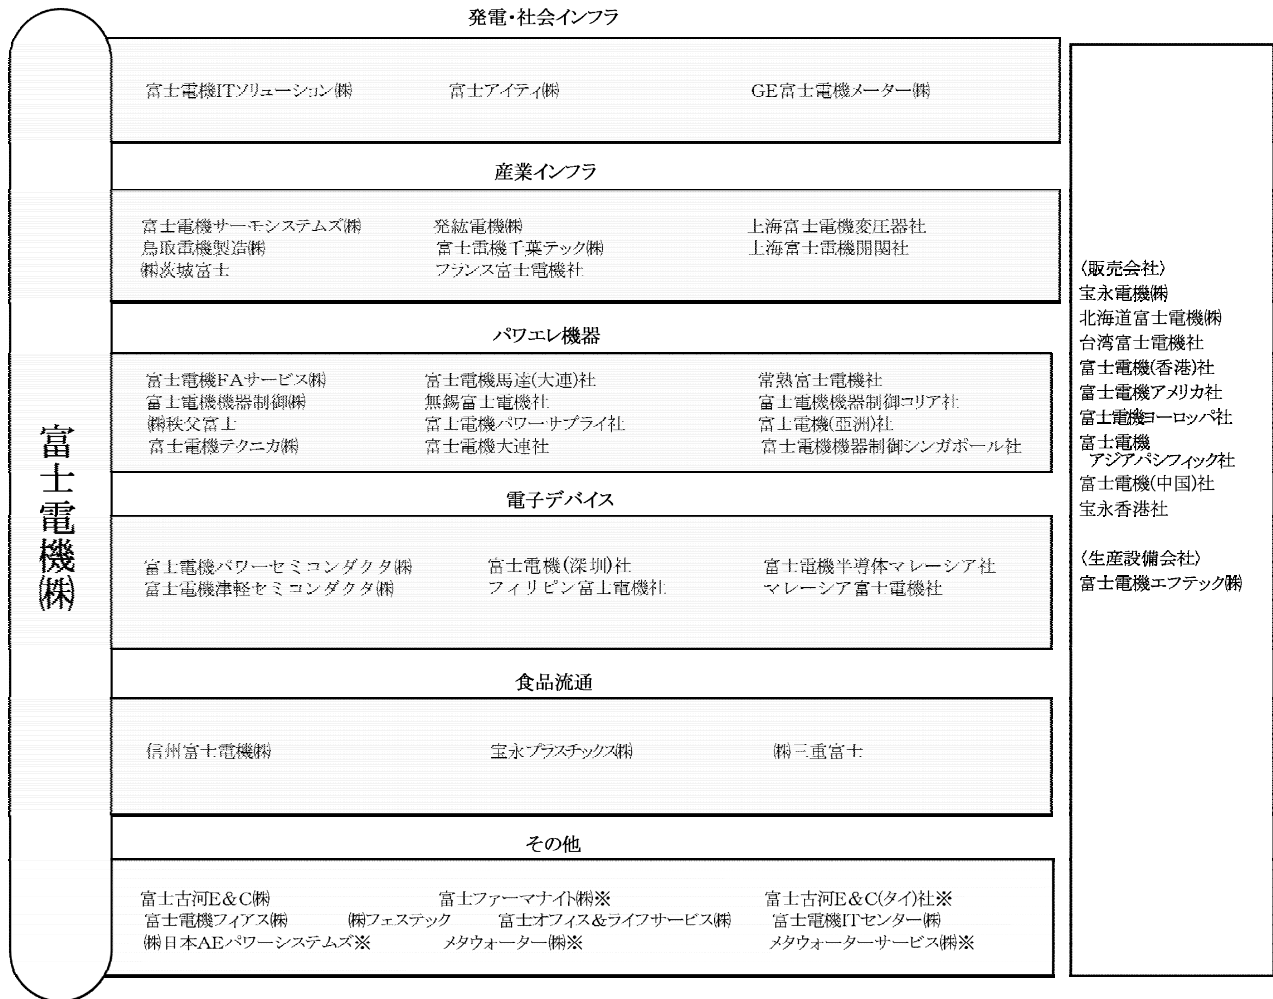 富士電機㈱
発電・社会インフラ
富士電機ITソリューション㈱ 富士アイティ㈱ GE富士電機メーター㈱
産業インフラ
富士電機サーモシステムズ㈱ 発紘電機㈱ 上海富士電機変圧器社
鳥取電機製造㈱ 富士電機千葉テック㈱ 上海富士電機開関社
㈱茨城富士 フランス富士電機社
パワエレ機器
富士電機FAサービス㈱ 富士電機馬達(大連)社 常熟富士電機社
富士電機機器制御㈱ 無錫富士電機社 富士電機機器制御コリア社
㈱秩父富士 富士電機パワーサプライ社 富士電機(亞洲)社
富士電機テクニカ㈱ 富士電機大連社 富士電機機器制御シンガポール社
電子デバイス
富士電機パワーセミコンダクタ㈱ 富士電機(深圳)社 富士電機半導体マレーシア社
富士電機津軽セミコンダクタ㈱ フィリピン富士電機社 マレーシア富士電機社
食品流通
信州富士電機㈱ 宝永プラスチックス㈱ ㈱三重富士
その他
富士古河E&C㈱ 富士ファーマナイト㈱※ 富士古河E&C(タイ)社※
富士電機フィアス㈱ ㈱フェステック 富士オフィス&ライフサービス㈱ 富士電機ITセンター㈱
㈱日本AEパワーシステムズ※ メタウォーター㈱※ メタウォーターサービス㈱※
〈販売会社〉
宝永電機㈱
北海道富士電機㈱
台湾富士電機社
富士電機(香港)社
富士電機アメリカ社
富士電機ヨーロッパ社
富士電機
アジアパシフィック社
富士電機(中国)社
宝永香港社
〈生産設備会社〉
富士電機エフテック㈱